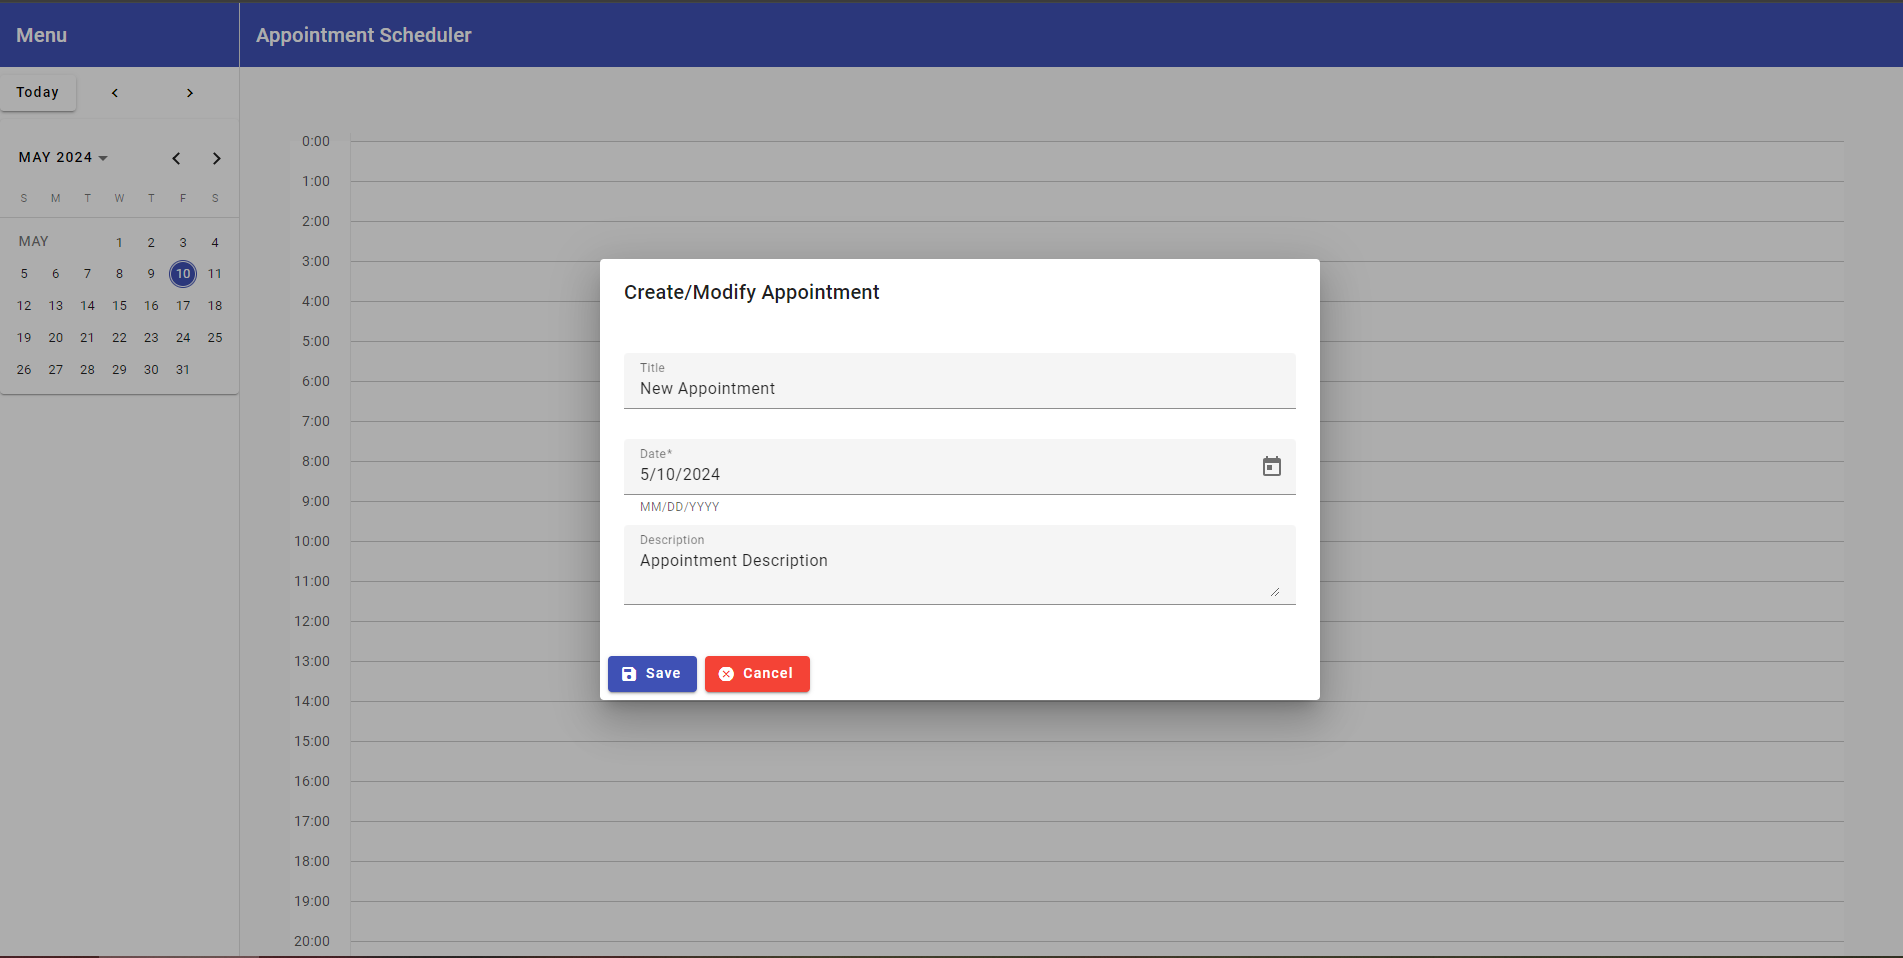 Menu
Appointment Scheduler
Today
MAY 2024
S M T W T F S
MAY 1 2 3 4
5 6 7 8 9 10 11
12 13 14 15 16 17 18
19 20 21 22 23 24 25
26 27 28 29 30 31
0:00
1:00
2:00
3:00
4:00
5:00
6:00
7:00
8:00
9:00
10:00
11:00
12:00
13:00
14:00
15:00
16:00
17:00
18:00
19:00
20:00
Create/Modify Appointment
Title
New Appointment
Date*
5/10/2024
MM/DD/YYYY
Description
Appointment Description
Save Cancel